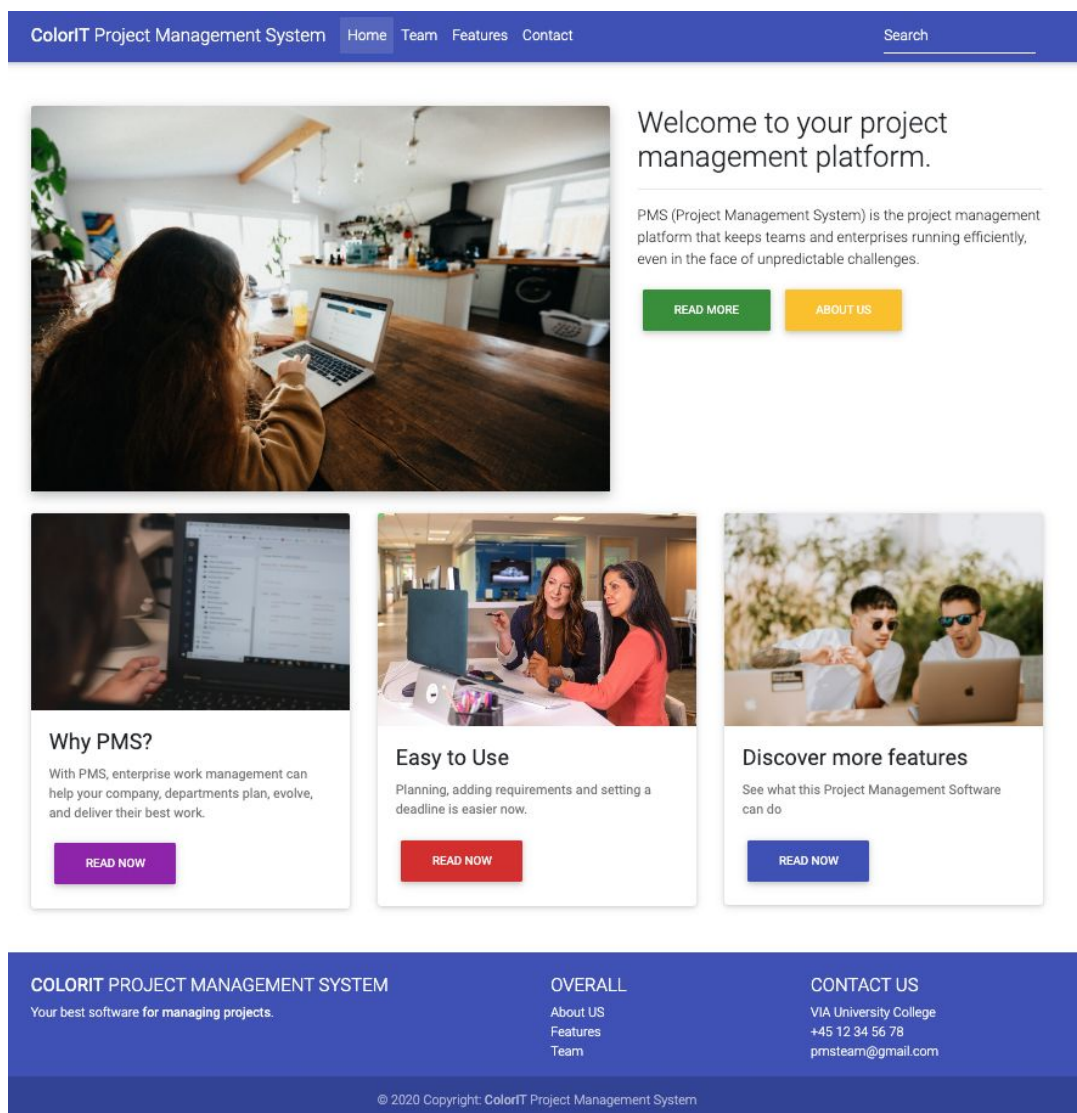 ColorIT Project Management System Home Team Features Contact Search
Welcome to your project
management platform.
PMS (Project Management System) is the project management
platform that keeps teams and enterprises running efficiently,
even in the face of unpredictable challenges.
READ MORE ABOUT US
Why PMS?
With PMS, enterprise work management can
help your company, departments plan, evolve,
and deliver their best work.
READ NOW
Easy to Use
Planning, adding requirements and setting a
deadline is easier now.
READ NOW
Discover more features
See what this Project Management Software
can do
READ NOW
COLORIT PROJECT MANAGEMENT SYSTEM
Your best software for managing projects.
OVERALL
About US
Features
Team
CONTACT US
VIA University College
+45 12 34 56 78
pmsteam@gmail.com
© 2020 Copyright: ColorIT Project Management System